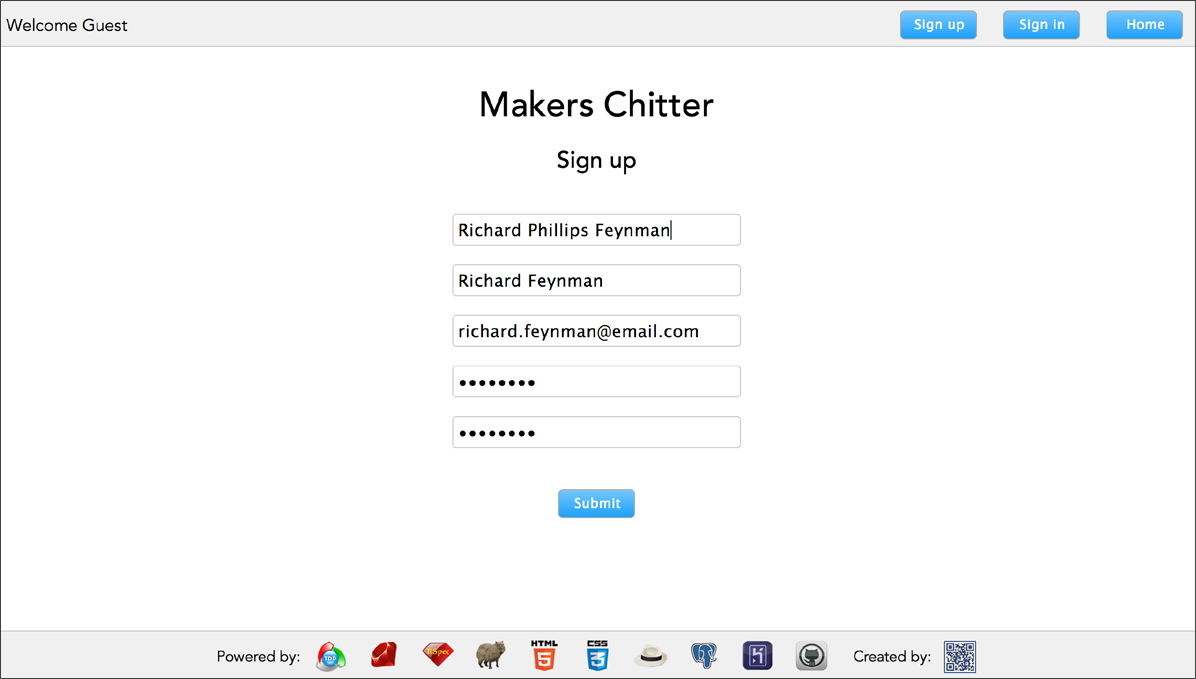 Welcome Guest
Sign up
Sign in
Home
Makers Chitter
Sign up
Richard Phillips Feynman
Richard Feynman
richard.feynman@email.com
••••••••
••••••••
Submit
Powered by:
TDD
RSpec
HTML
5
CSS
3
Created by: